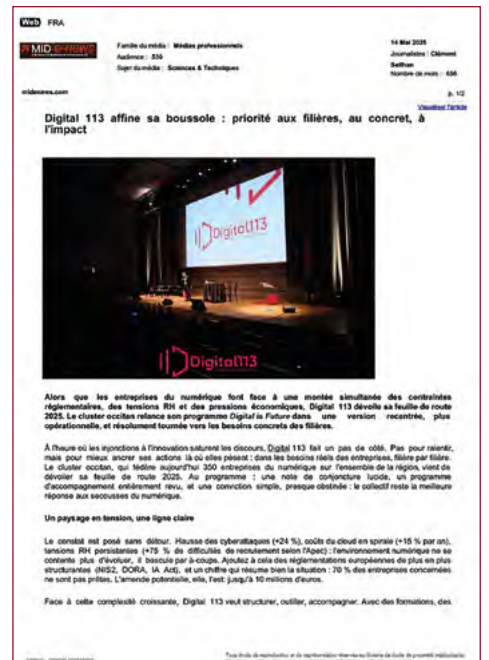 Web FRA
MID e-news
Famille du média : Médias professionnels
Audience : 539
Sujet du média : Sciences & Techniques
14 Mai 2025
Journalistes : Clément
Seilhan
Nombre de mots : 656
midenews.com
p. 1/2
Visualiser l'article
Digital 113 affine sa boussole : priorité aux filières, au concret, à
l'impact
Digital113
Digital113
Digital113
Alors que les entreprises du numérique font face à une montée simultanée des contraintes
réglementaires, des tensions RH et des pressions économiques, Digital 113 dévoile sa feuille de route
2025. Le cluster occitan relance son programme Digital is Future dans une version recentrée, plus
opérationnelle, et résolument tournée vers les besoins concrets des filières.
À l'heure où les injonctions à l'innovation saturent les discours, Digital 113 fait un pas de côté. Pas pour ralentir,
mais pour mieux ancrer ses actions là où elles pèsent : dans les besoins réels des entreprises, filière par filière.
Le cluster occitan, qui fédère aujourd'hui 350 entreprises du numérique sur l'ensemble de la région, vient de
dévoiler sa feuille de route 2025. Au programme : une note de conjoncture lucide, un programme
d'accompagnement entièrement revu, et une conviction simple, presque obstinée : le collectif reste la meilleure
réponse aux secousses du numérique.
Un paysage en tension, une ligne claire
Le constat est posé sans détour. Hausse des cyberattaques (+24 %), coûts du cloud en spirale (+15 % par an),
tensions RH persistantes (+75 % de difficultés de recrutement selon l'Apec) : l'environnement numérique ne se
contente plus d'évoluer, il bascule par à-coups. Ajoutez à cela des réglementations européennes de plus en plus
structurantes (NIS2, DORA, IA Act), et un chiffre qui résume bien la situation : 70 % des entreprises concernées
ne sont pas prêtes. L'amende potentielle, elle, l'est: jusqu'à 10 millions d'euros.
Face à cette complexité croissante, Digital 113 veut structurer, outiller, accompagner. Avec des formations, des